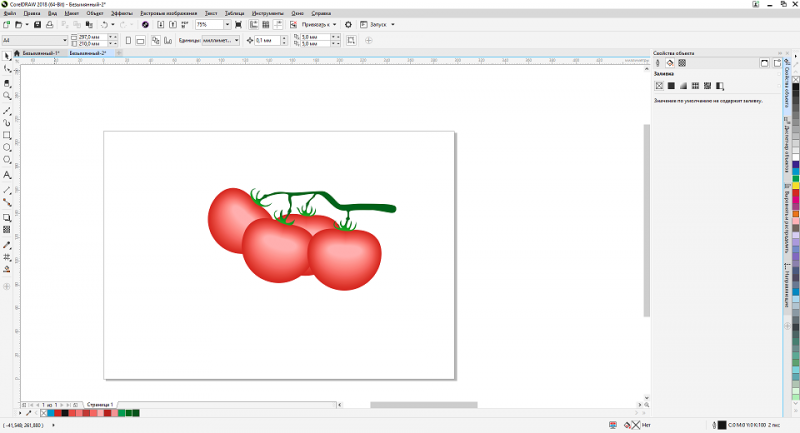 CorelDRAW 2018 (64-Bit) - Безымянный-2*
Файл Правка Вид Макет Объект Эффекты Растровые изображения Текст Таблица Инструменты Окно Справка
75% Привязать к Запуск
A4 297,0 мм 210,0 мм Единицы: миллимет... 0,1 мм 5,0 мм 5,0 мм
Безымянный-1* Безымянный-2*
Свойства объекта
Заливка
Значения по умолчанию не содержат заливку.
Свойства объекта
Диспетчер объектов
Выровнять и распределить
Направляющие
1 из 1 Страница 1
( -41,548; 261,880 ) Нет C:0 M:0 Y:0 K:100 2 пкс